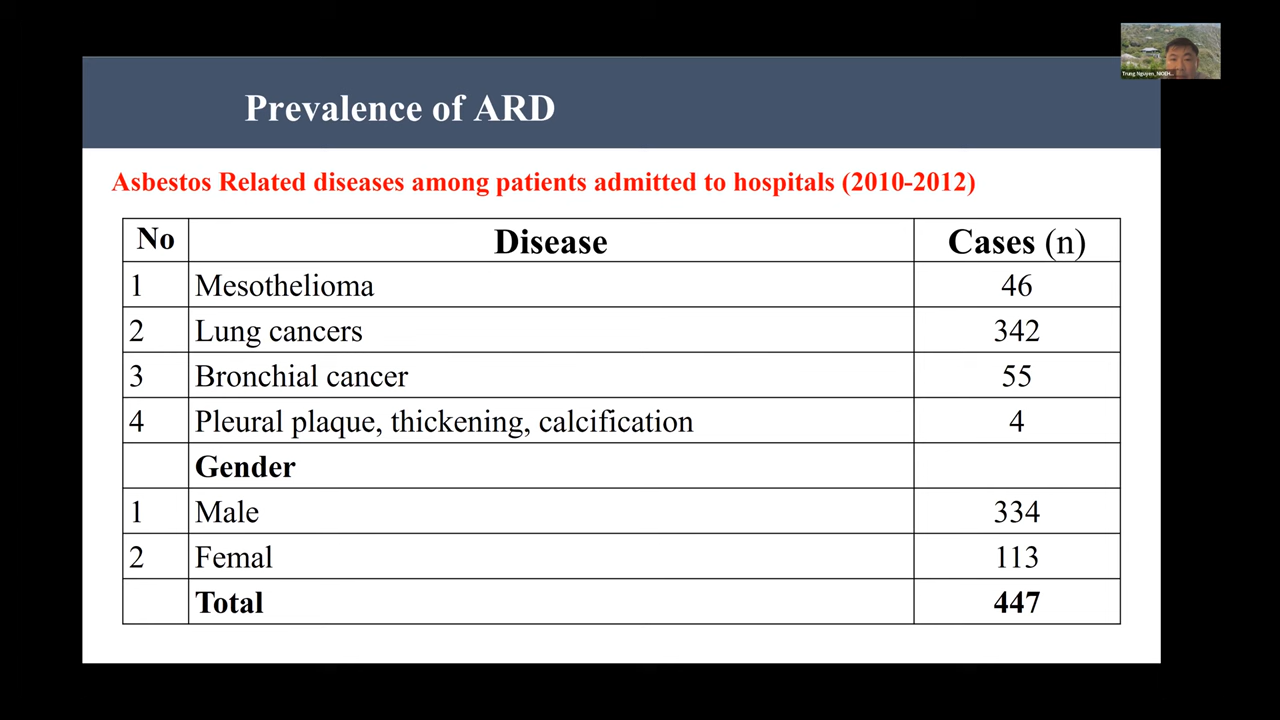 Prevalence of ARD
Trung Nguyen_NIOEH...
Asbestos Related diseases among patients admitted to hospitals (2010-2012)
No Disease Cases (n)
1 Mesothelioma 46
2 Lung cancers 342
3 Bronchial cancer 55
4 Pleural plaque, thickening, calcification 4
Gender
1 Male 334
2 Femal 113
Total 447